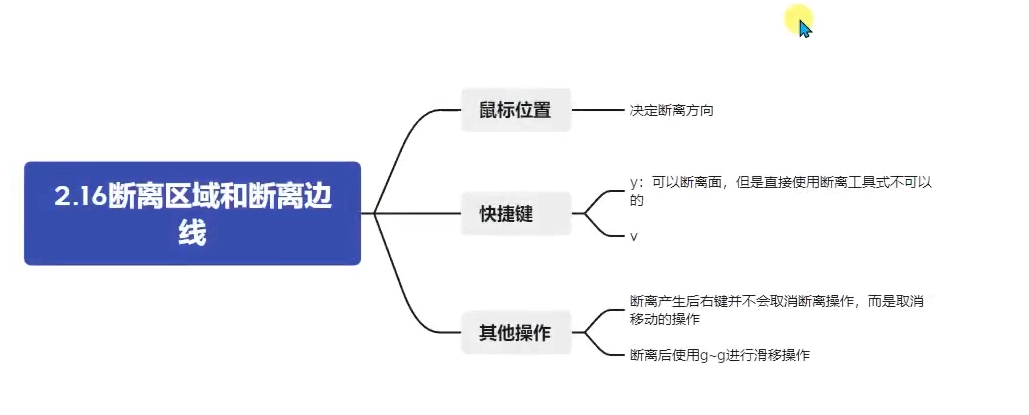 2.16断离区域和断离边
线
鼠标位置
决定断离方向
快捷键
y：可以断离面，但是直接使用断离工具式不可以
的
v
其他操作
断离产生后右键并不会取消断离操作，而是取消
移动的操作
断离后使用g~g进行滑移操作